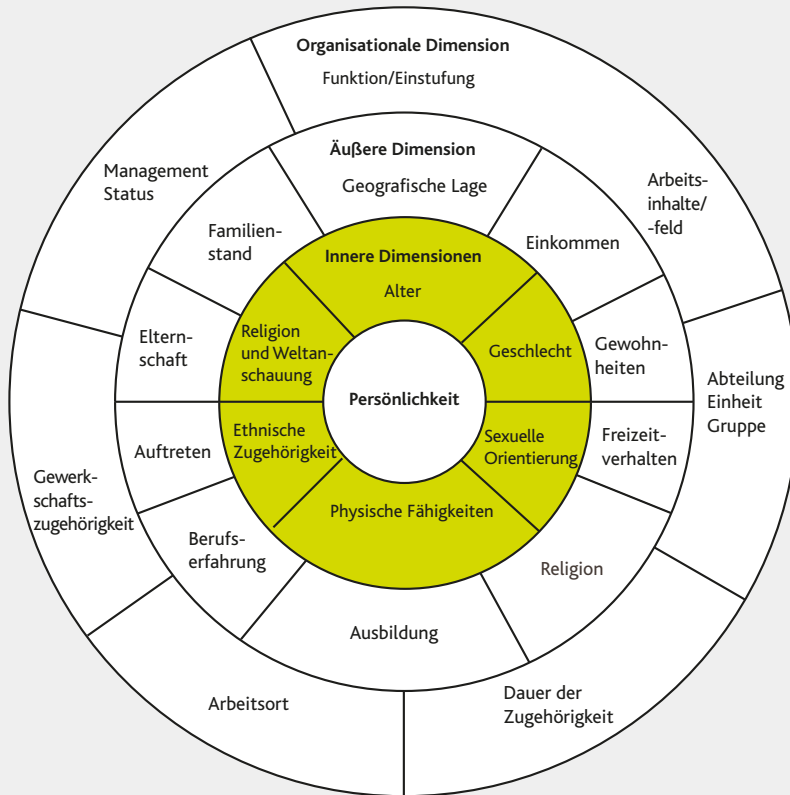 Organisationale Dimension
Funktion/Einstufung
Arbeits-
inhalte/
-feld
Abteilung
Einheit
Gruppe
Dauer der
Zugehörigkeit
Arbeitsort
Gewerk-
schafts-
zugehörigkeit
Management
Status
Äußere Dimension
Geografische Lage
Einkommen
Gewohn-
heiten
Freizeit-
verhalten
Religion
Ausbildung
Berufs-
erfahrung
Auftreten
Eltern-
schaft
Familien-
stand
Innere Dimensionen
Alter
Geschlecht
Sexuelle
Orientierung
Physische Fähigkeiten
Ethnische
Zugehörigkeit
Religion
und Weltan-
schauung
Persönlichkeit